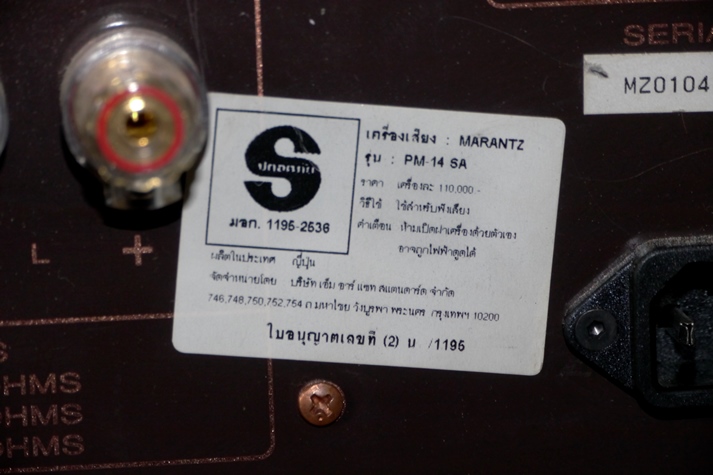 SERIA
MZ0104
เครื่องเสียง : MARANTZ
รุ่น : PM-14 SA
ราคา เครื่องละ 110,000.-
วิธีใช้ ใช้สำหรับฟังเสียง
คำเตือน ห้ามเปิดฝาเครื่องด้วยตัวเอง
อาจถูกไฟฟ้าดูดได้
S
ปลอดภัย
มอก. 1195-2536
ผลิตในประเทศ ญี่ปุ่น
จัดจำหน่ายโดย บริษัท เอ็ม อาร์ แซท สแตนดาร์ด จำกัด
746,748,750,752,754 ถ มหาไชย วังบูรพา พระนคร กรุงเทพฯ 10200
ใบอนุญาตเลขที่ (2) น /1195
L +
S
OHMS
OHMS
OHMS